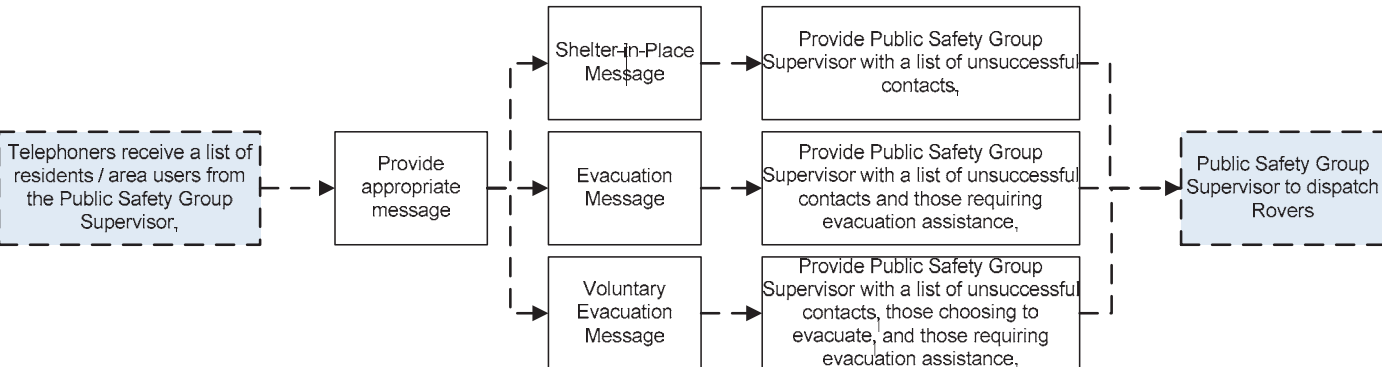 Telephoners receive a list of
residents / area users from
the Public Safety Group
Supervisor.
Provide
appropriate
message
Shelter-in-Place
Message
Provide Public Safety Group
Supervisor with a list of unsuccessful
contacts.
Evacuation
Message
Provide Public Safety Group
Supervisor with a list of unsuccessful
contacts and those requiring
evacuation assistance.
Voluntary
Evacuation
Message
Provide Public Safety Group
Supervisor with a list of unsuccessful
contacts, those choosing to
evacuate, and those requiring
evacuation assistance.
Public Safety Group
Supervisor to dispatch
Rovers